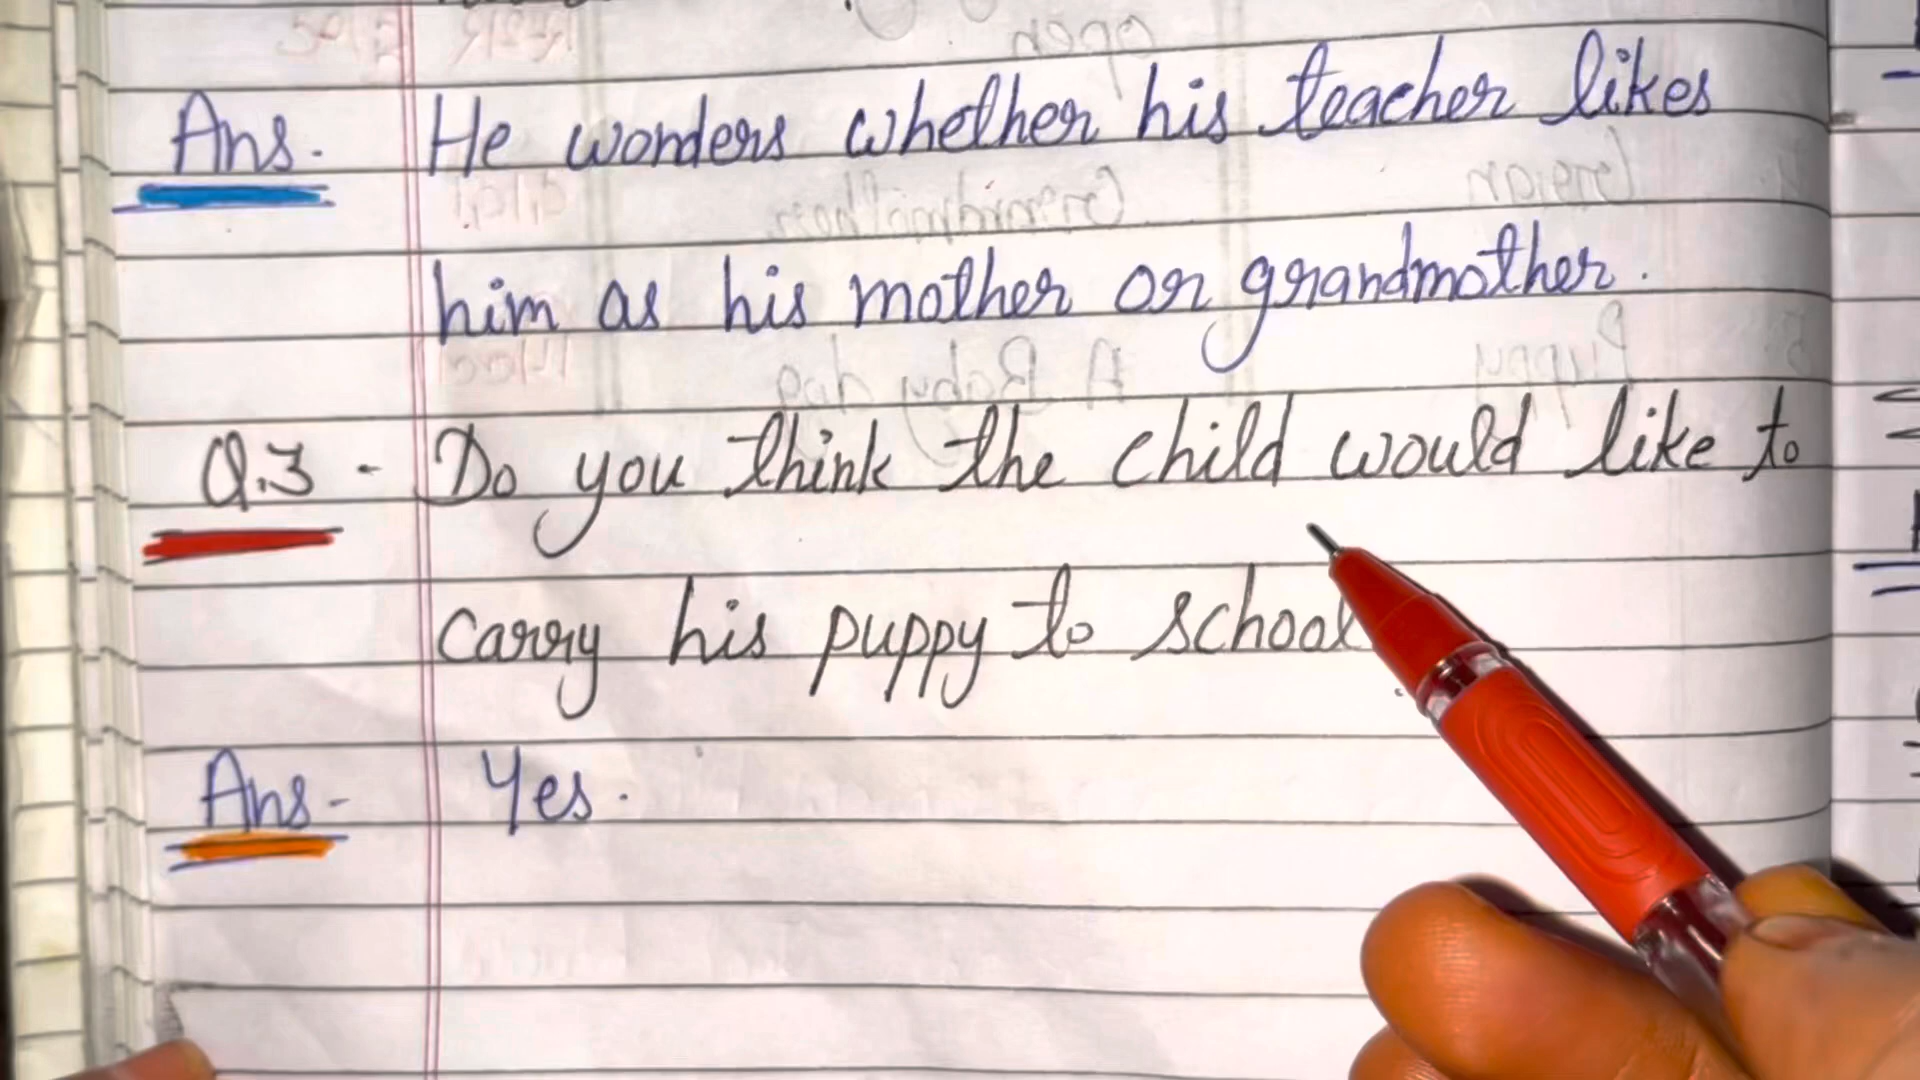 Ans. He wonders whether his teacher likes
him as his mother or grandmother.
Q.3 - Do you think the child would like to
carry his puppy to school
Ans- Yes.